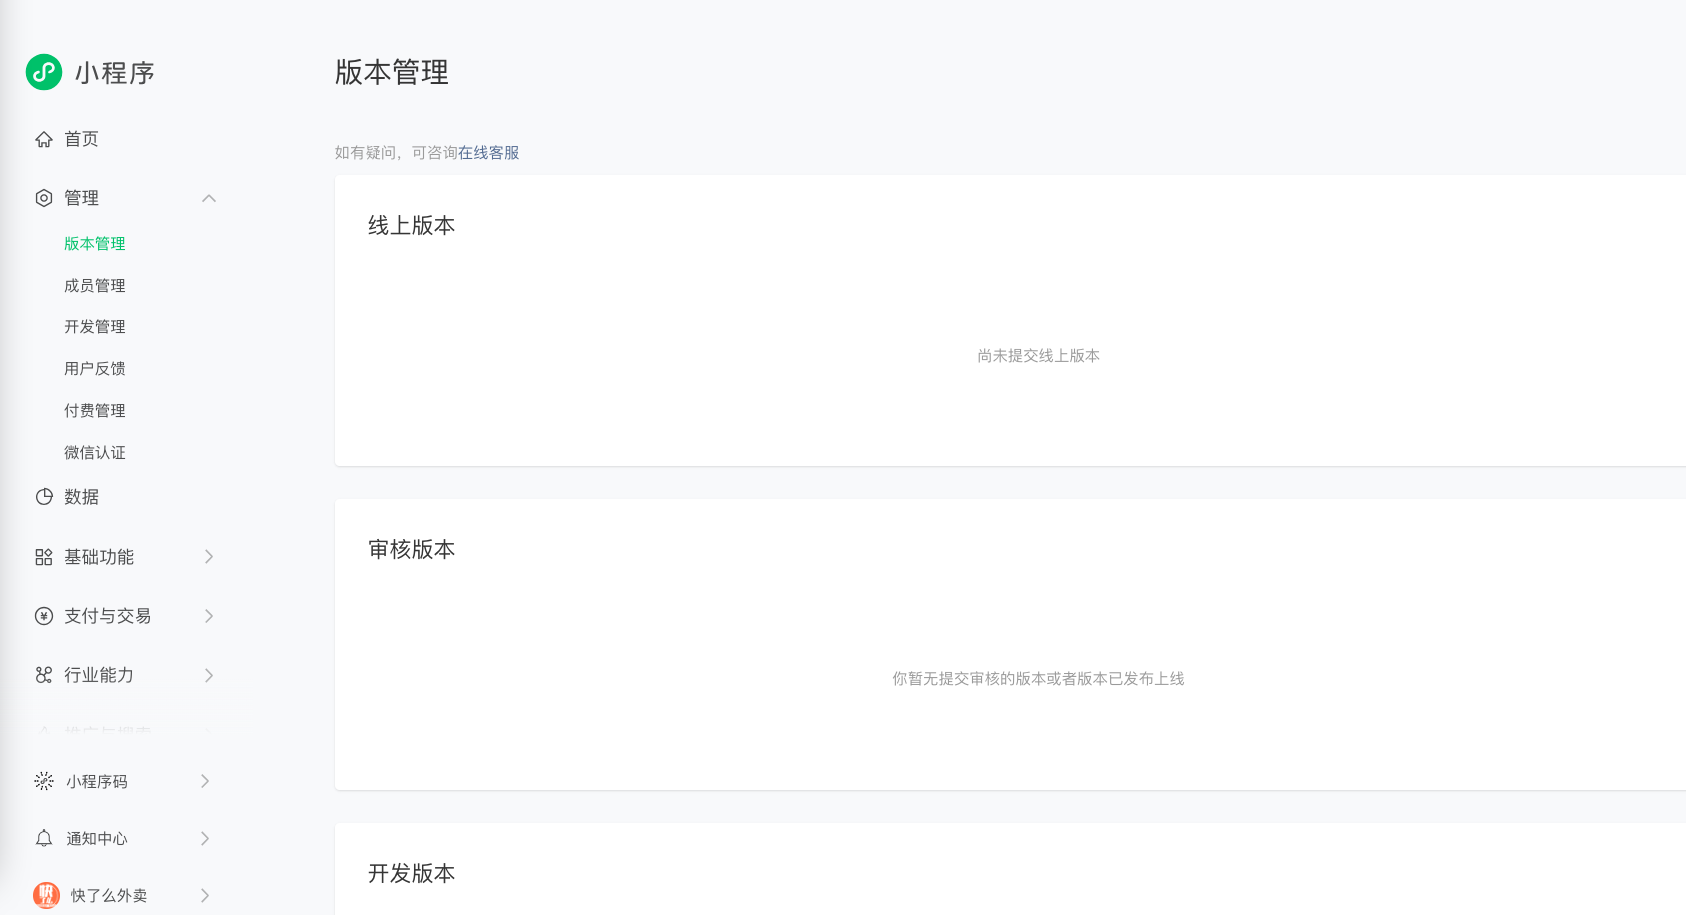 小程序
首页
管理
版本管理
成员管理
开发管理
用户反馈
付费管理
微信认证
数据
基础功能
支付与交易
行业能力
推广与搜索
小程序码
通知中心
快了么外卖
版本管理
如有疑问，可咨询在线客服
线上版本
尚未提交线上版本
审核版本
你暂无提交审核的版本或者版本已发布上线
开发版本